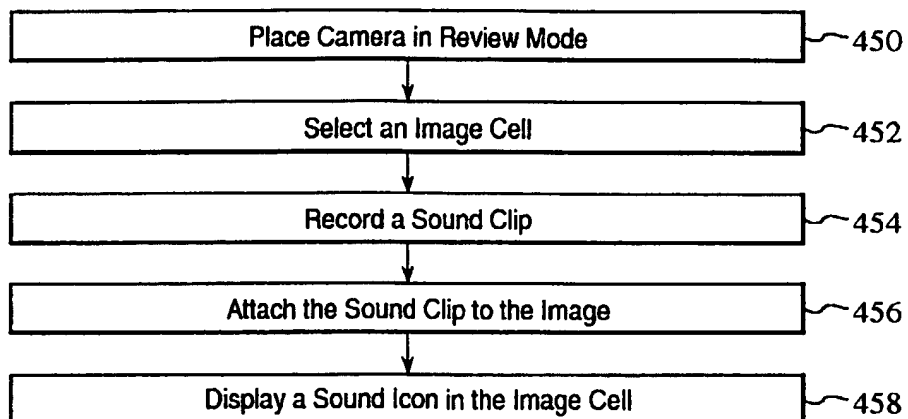 Place Camera in Review Mode 450
Select an Image Cell 452
Record a Sound Clip 454
Attach the Sound Clip to the Image 456
Display a Sound Icon in the Image Cell 458